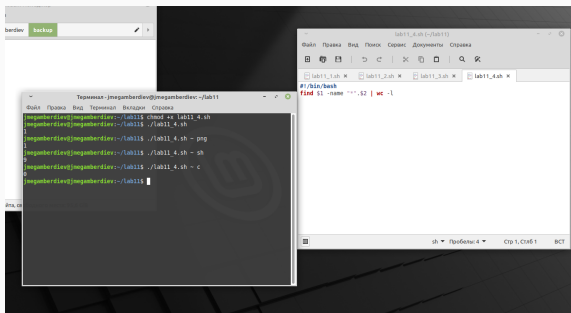 berdiev backup
Терминал - jmegamberdiev@jmegamberdiev: ~/lab11
Файл Правка Вид Терминал Вкладки Справка
jmegamberdiev@jmegamberdiev:~/lab11$ chmod +x lab11_4.sh
jmegamberdiev@jmegamberdiev:~/lab11$ ./lab11_4.sh
1
jmegamberdiev@jmegamberdiev:~/lab11$ ./lab11_4.sh ~ png
1
jmegamberdiev@jmegamberdiev:~/lab11$ ./lab11_4.sh ~ sh
9
jmegamberdiev@jmegamberdiev:~/lab11$ ./lab11_4.sh ~ c
0
jmegamberdiev@jmegamberdiev:~/lab11$
lab11_4.sh (~/lab11)
Файл Правка Вид Поиск Сервис Документы Справка
lab11_1.sh × lab11_2.sh × lab11_3.sh × lab11_4.sh ×
#!/bin/bash
find $1 -name "*".$2 | wc -l
sh Пробелы: 4 Стр 1, Стлб 1 ВСТ